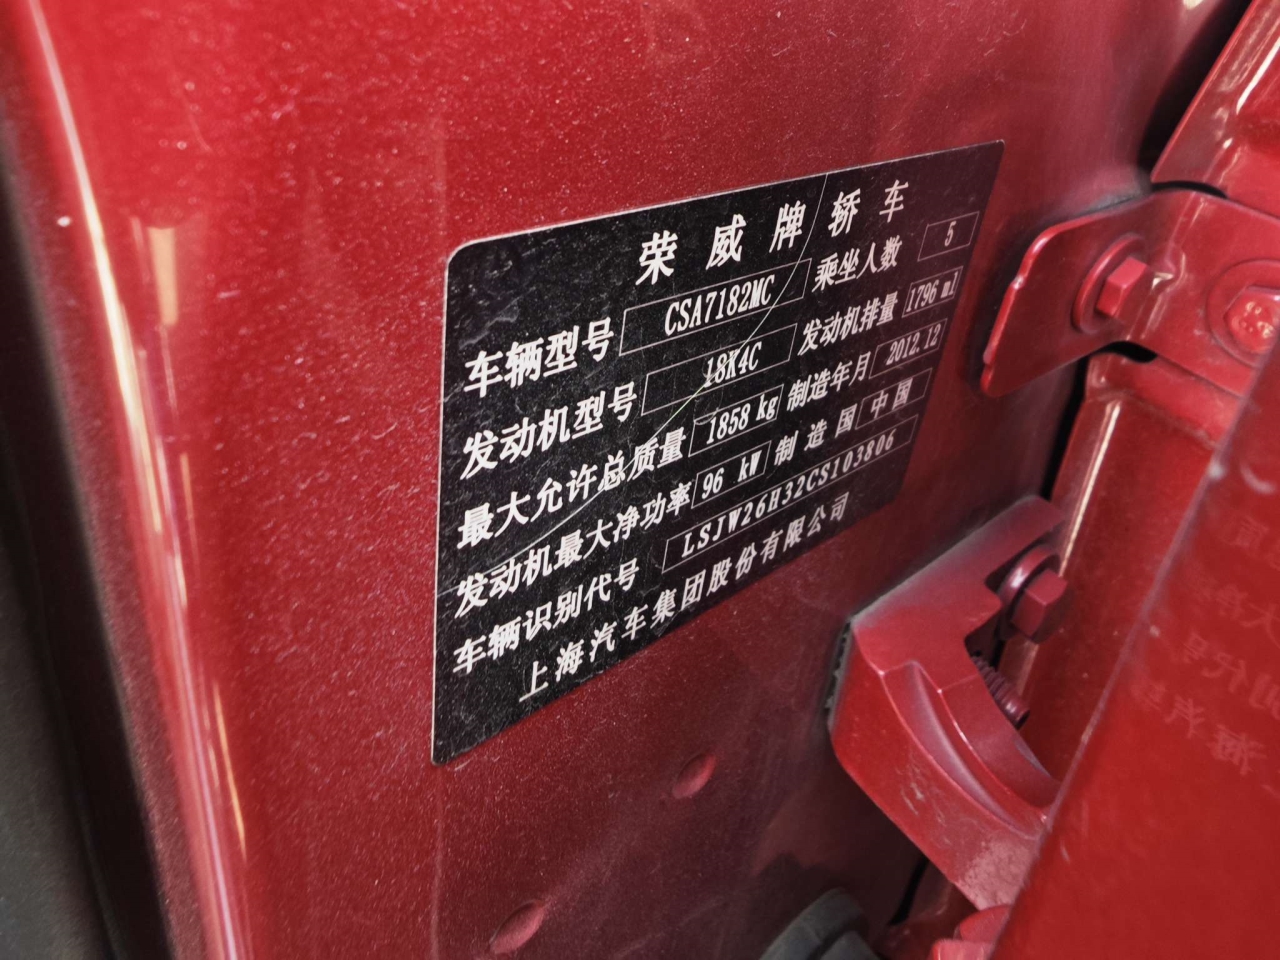 荣威牌轿车
车辆型号 CSA7182MC 乘坐人数 5
发动机型号 18K4C 发动机排量 1796 ml
最大允许总质量 1858 kg 制造年月 2012.12
发动机最大净功率 96 kW 制造国 中国
车辆识别代号 LSJW26H32CS103806
上海汽车集团股份有限公司